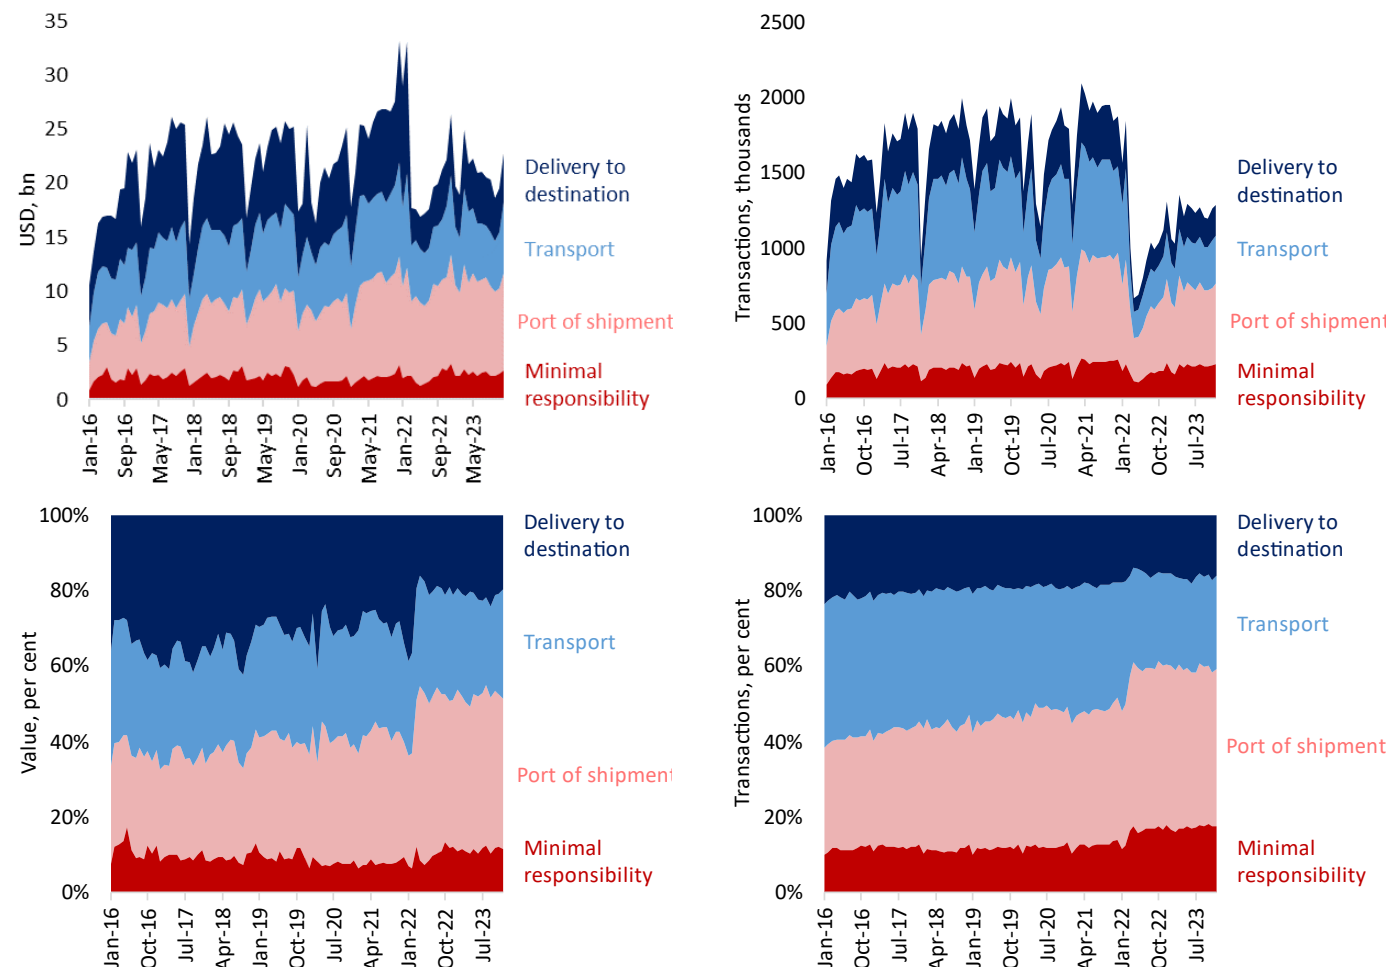 35
30
25
20
15
10
5
0
USD, bn
Jan-16
Sep-16
May-17
Jan-18
Sep-18
May-19
Jan-20
Sep-20
May-21
Jan-22
Sep-22
May-23
Delivery to
destination
Transport
Port of shipment
Minimal
responsibility
2500
2000
1500
1000
500
0
Transactions, thousands
Jan-16
Oct-16
Jul-17
Apr-18
Jan-19
Oct-19
Jul-20
Apr-21
Jan-22
Oct-22
Jul-23
Delivery to
destination
Transport
Port of shipment
Minimal
responsibility
100%
80%
60%
40%
20%
0%
Value, per cent
Jan-16
Oct-16
Jul-17
Apr-18
Jan-19
Oct-19
Jul-20
Apr-21
Jan-22
Oct-22
Jul-23
Delivery to
destination
Transport
Port of shipment
Minimal
responsibility
100%
80%
60%
40%
20%
0%
Transactions, per cent
Jan-16
Oct-16
Jul-17
Apr-18
Jan-19
Oct-19
Jul-20
Apr-21
Jan-22
Oct-22
Jul-23
Delivery to
destination
Transport
Port of shipment
Minimal
responsibility